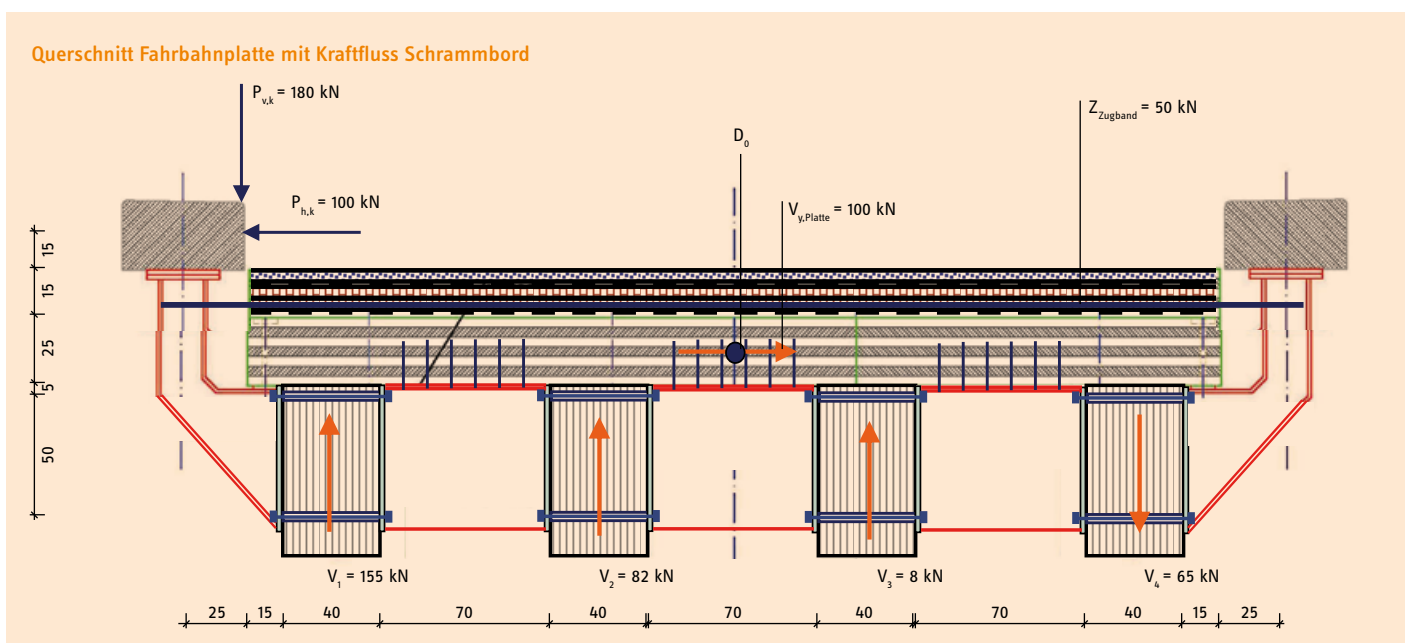 Querschnitt Fahrbahnplatte mit Kraftfluss Schrammbord
P_v,k = 180 kN
Z_Zugband = 50 kN
D_0
P_h,k = 100 kN
V_y,Platte = 100 kN
15
15
25
5
50
V_1 = 155 kN
V_2 = 82 kN
V_3 = 8 kN
V_4 = 65 kN
25 15 40 70 40 70 40 70 40 15 25